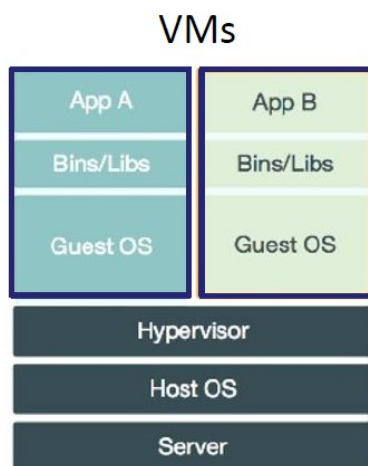 VMs
App A
App B
Bins/Libs
Bins/Libs
Guest OS
Guest OS
Hypervisor
Host OS
Server